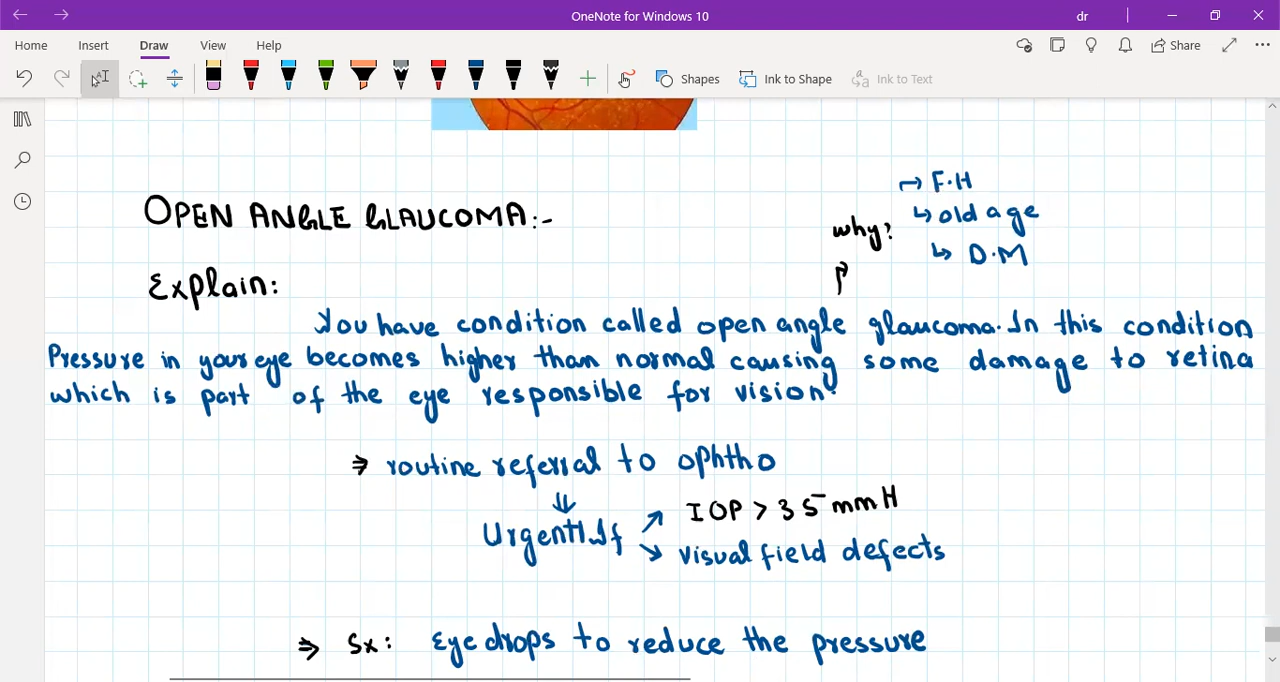 OneNote for Windows 10
dr
Home Insert Draw View Help
Share
Shapes
Ink to Shape
Ink to Text
F.H
OPEN ANGLE GLAUCOMA:-
why?
old age
D.M
Explain:
You have condition called open angle glaucoma. In this condition
Pressure in your eye becomes higher than normal causing some damage to retina
which is part of the eye responsible for vision.
⇒ routine referral to ophtho
IOP > 35 mmH
Urgent If
visual field defects
⇒ Sx: Eye drops to reduce the pressure